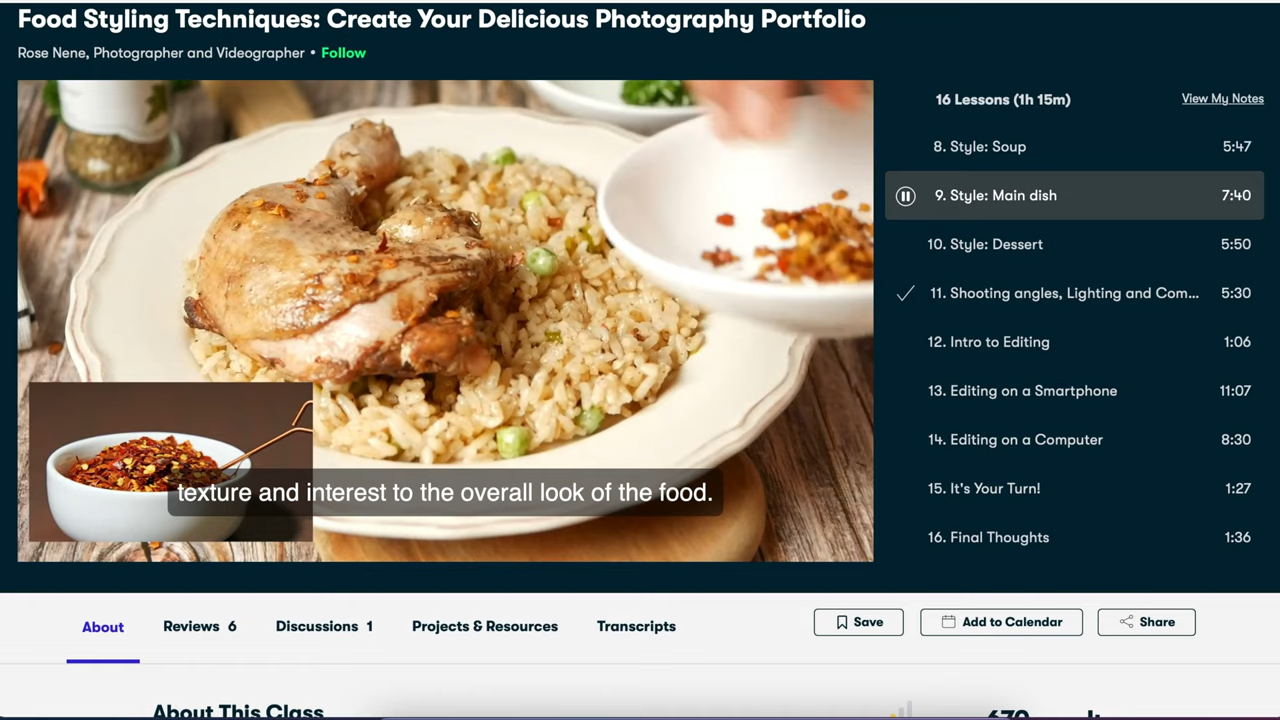 Food Styling Techniques: Create Your Delicious Photography Portfolio
Rose Nene, Photographer and Videographer • Follow
16 Lessons (1h 15m)
View My Notes
8. Style: Soup 5:47
9. Style: Main dish 7:40
10. Style: Dessert 5:50
11. Shooting angles, Lighting and Com... 5:30
12. Intro to Editing 1:06
13. Editing on a Smartphone 11:07
14. Editing on a Computer 8:30
15. It's Your Turn! 1:27
16. Final Thoughts 1:36
texture and interest to the overall look of the food.
About Reviews 6 Discussions 1 Projects & Resources Transcripts
Save Add to Calendar Share
About This Class